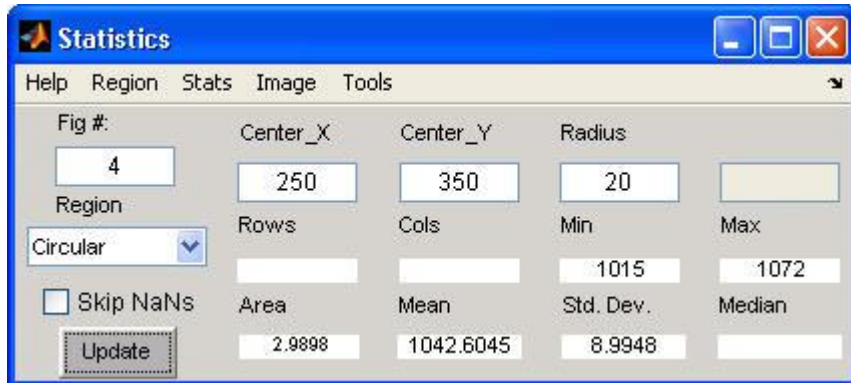 Statistics
Help Region Stats Image Tools
Fig #:
4
Region
Circular
Skip NaNs
Update
Center_X Center_Y Radius
250 350 20
Rows Cols Min Max
1015 1072
Area Mean Std. Dev. Median
2.9898 1042.6045 8.9948